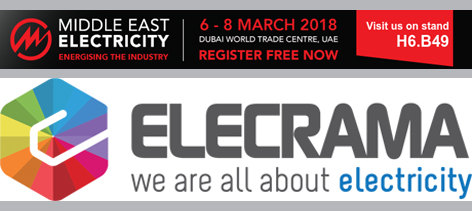 MIDDLE EAST
ELECTRICITY
ENERGISING THE INDUSTRY
6 - 8 MARCH 2018
DUBAI WORLD TRADE CENTRE, UAE
REGISTER FREE NOW
Visit us on stand
H6.B49
ELECRAMA
we are all about electricity